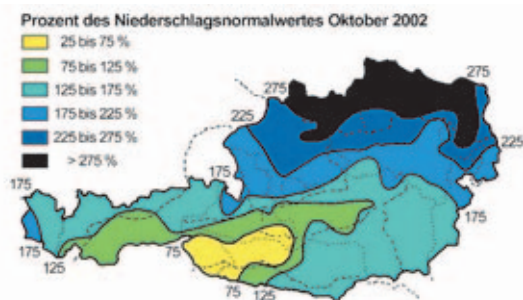 Prozent des Niederschlagsnormalwertes Oktober 2002
25 bis 75 %
75 bis 125 %
125 bis 175 %
175 bis 225 %
225 bis 275 %
> 275 %
275
275
225
225
175
175
175
175
125
75
75
125